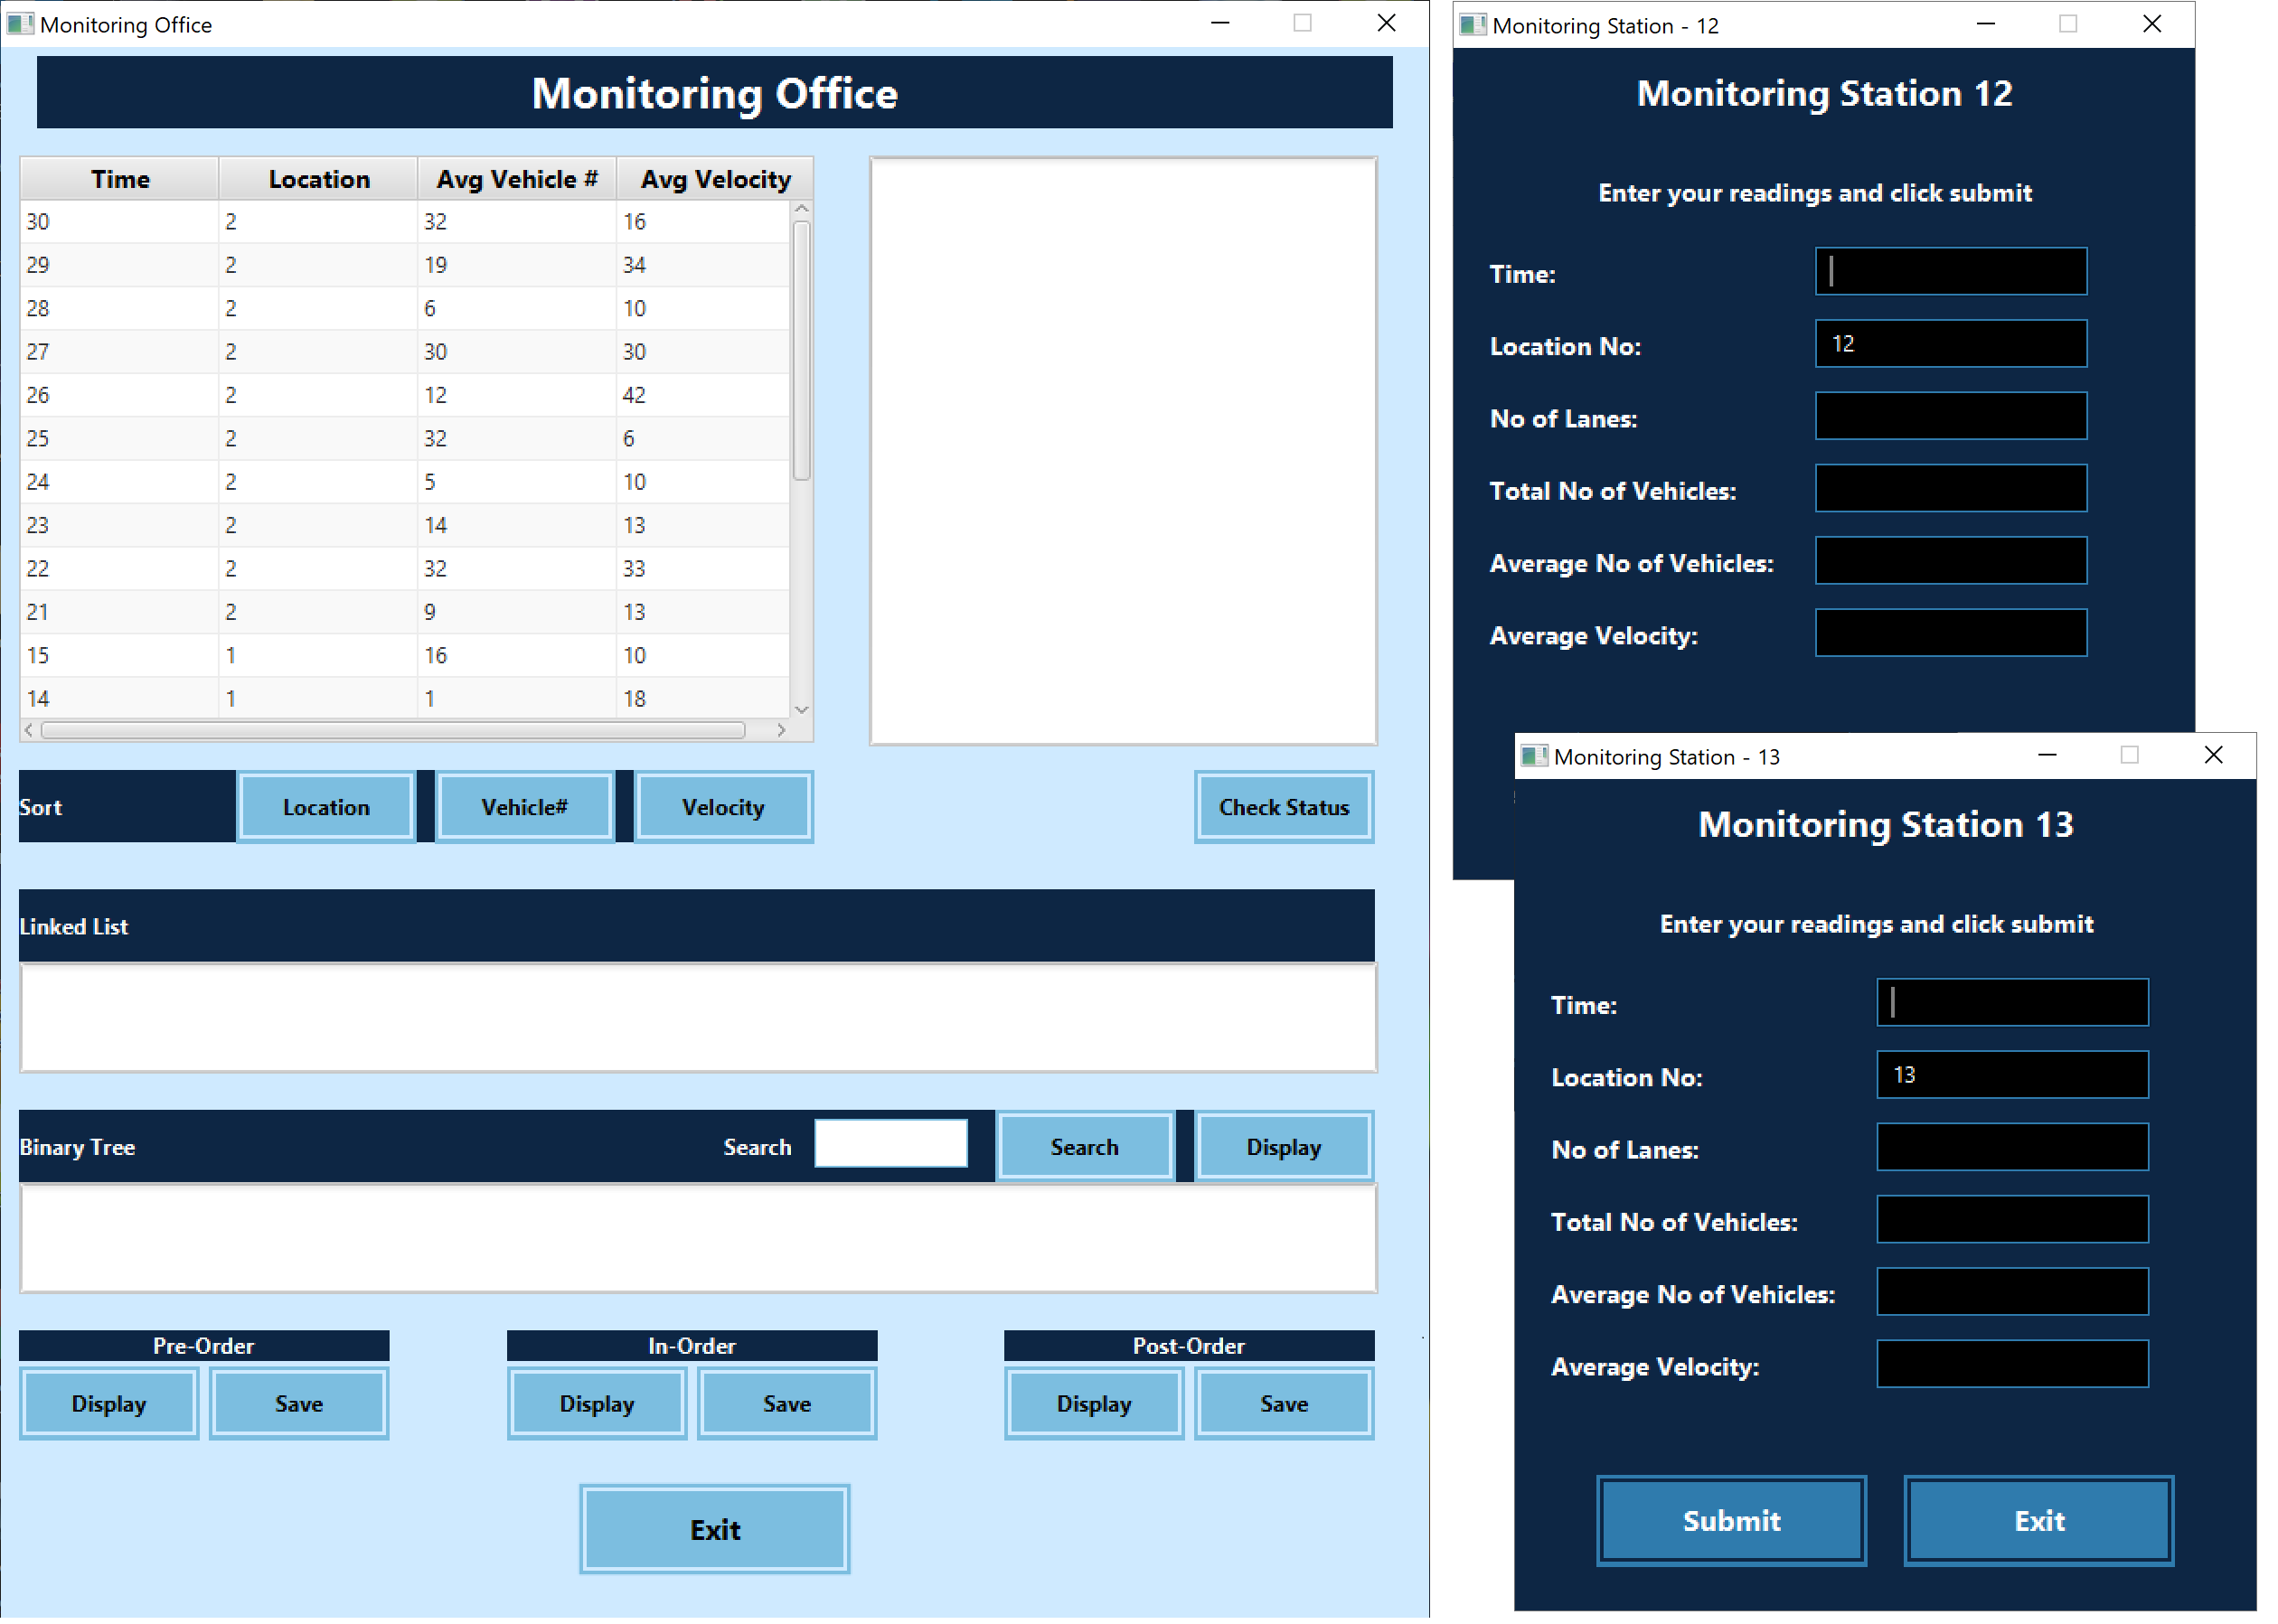 Monitoring Office
Monitoring Office
Time Location Avg Vehicle # Avg Velocity
30 2 32 16
29 2 19 34
28 2 6 10
27 2 30 30
26 2 12 42
25 2 32 6
24 2 5 10
23 2 14 13
22 2 32 33
21 2 9 13
15 1 16 10
14 1 1 18
Sort Location Vehicle# Velocity
Check Status
Linked List
Binary Tree Search Search Display
Pre-Order In-Order Post-Order
Display Save Display Save Display Save
Exit
Monitoring Station - 12
Monitoring Station 12
Enter your readings and click submit
Time:
Location No: 12
No of Lanes:
Total No of Vehicles:
Average No of Vehicles:
Average Velocity:
Monitoring Station - 13
Monitoring Station 13
Enter your readings and click submit
Time:
Location No: 13
No of Lanes:
Total No of Vehicles:
Average No of Vehicles:
Average Velocity:
Submit Exit